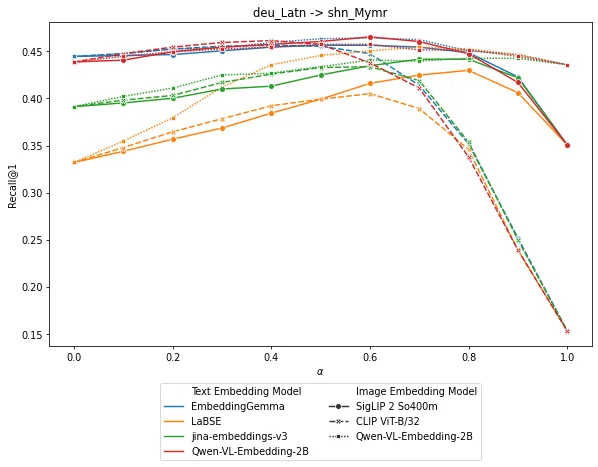 deu_Latn -> shn_Mymr
Recall@1
0.45
0.40
0.35
0.30
0.25
0.20
0.15
0.0 0.2 0.4 0.6 0.8 1.0
α
Text Embedding Model
EmbeddingGemma
LaBSE
jina-embeddings-v3
Qwen-VL-Embedding-2B
Image Embedding Model
SigLIP 2 So400m
CLIP ViT-B/32
Qwen-VL-Embedding-2B